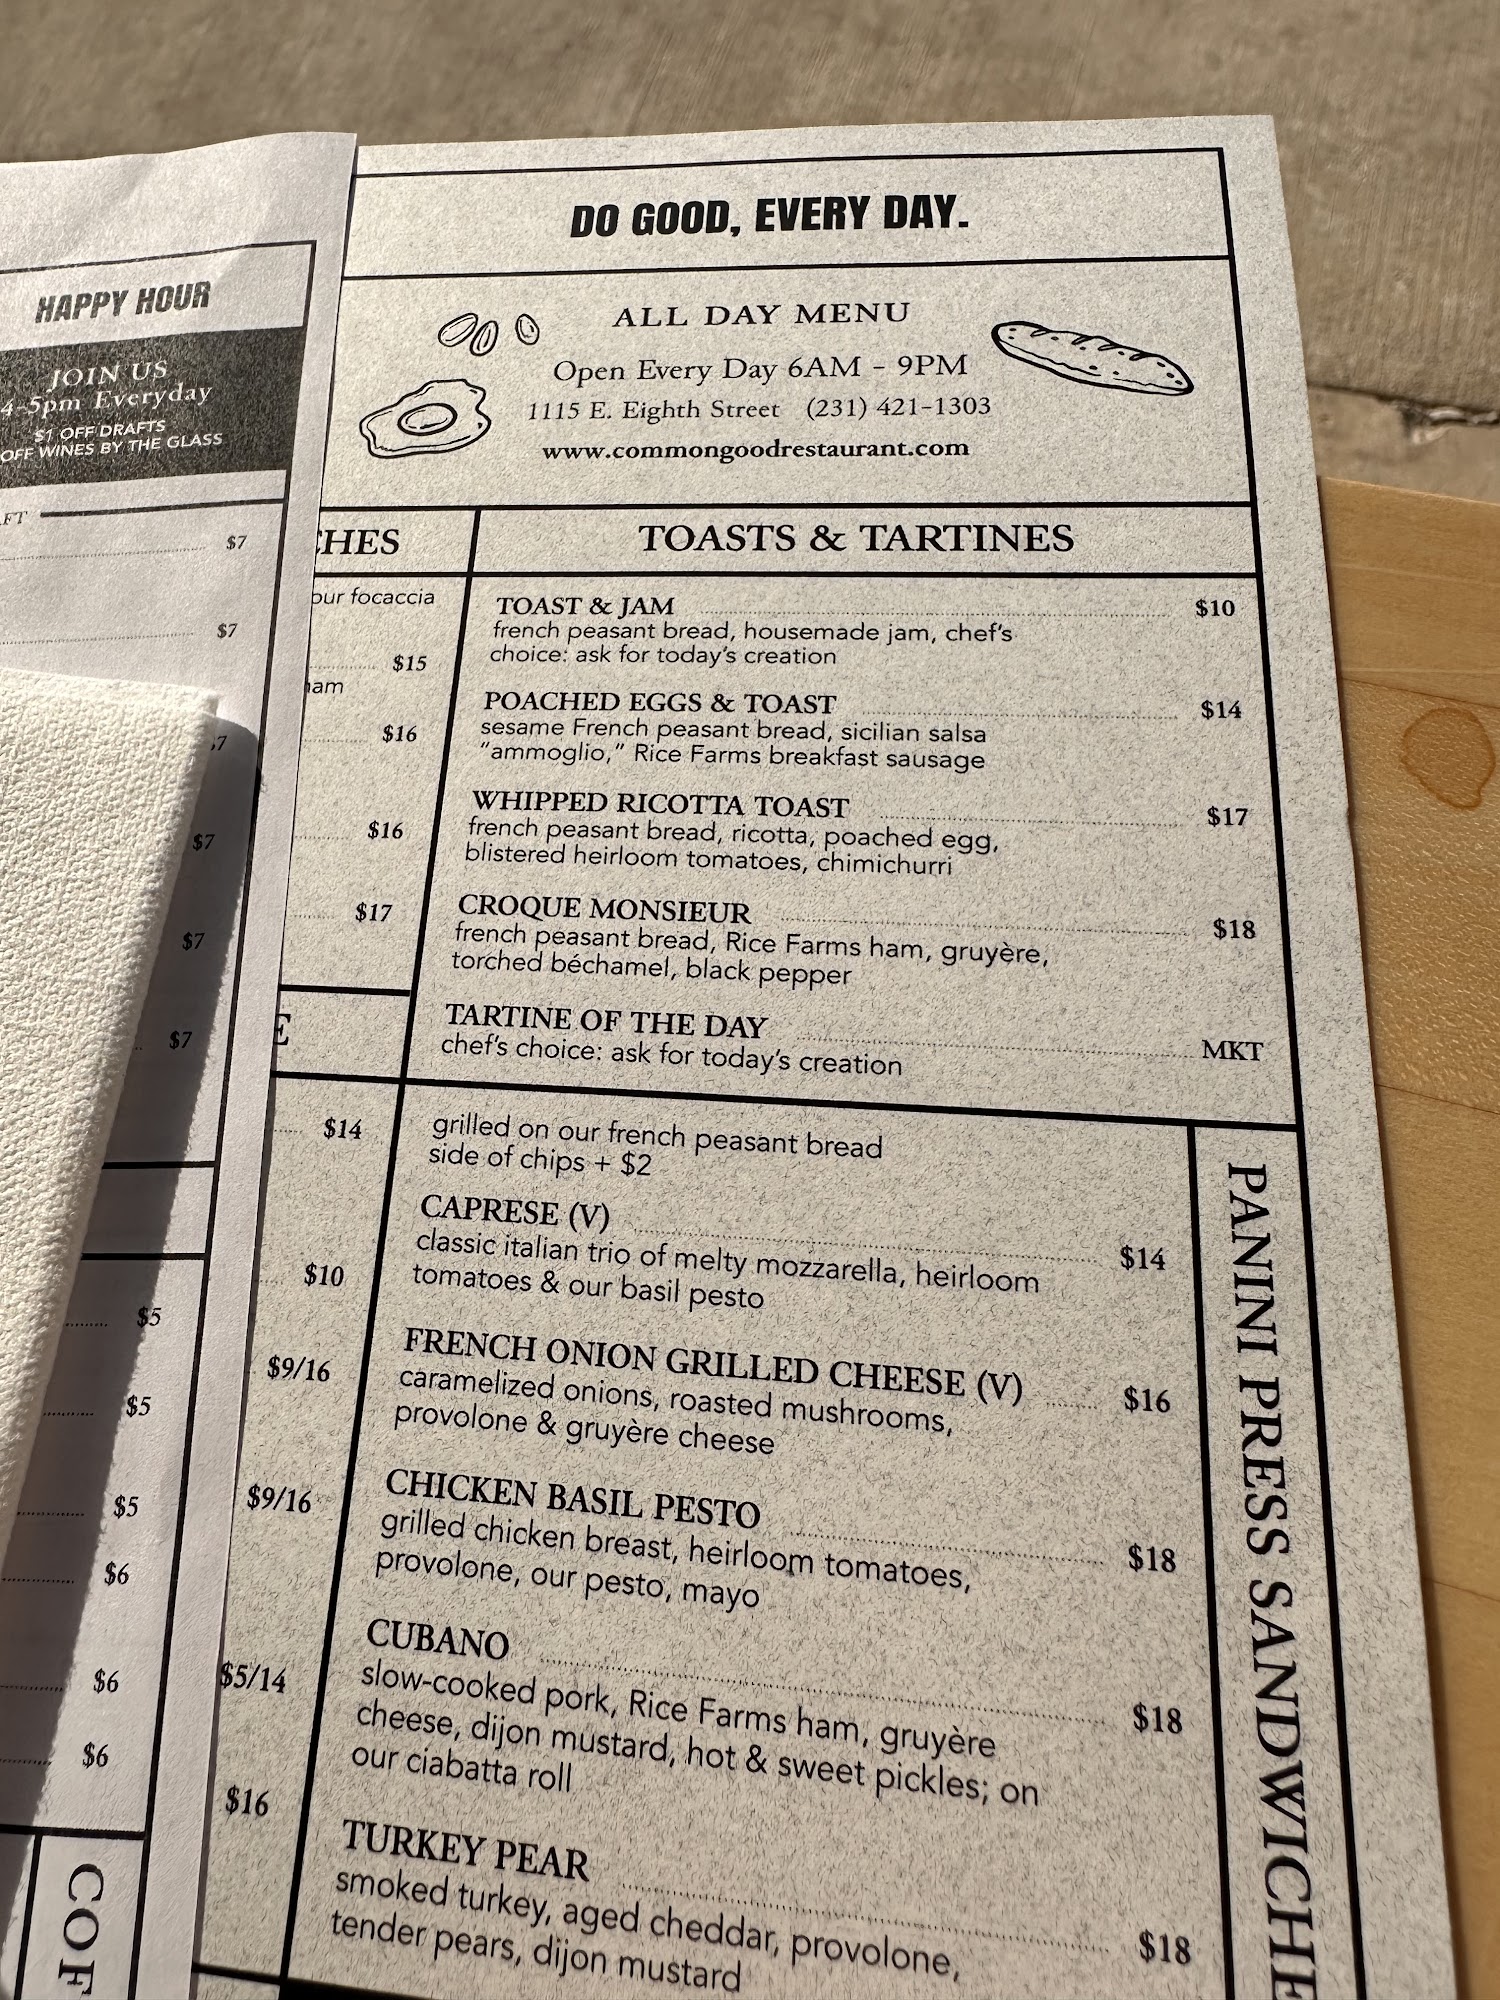 DO GOOD, EVERY DAY.
ALL DAY MENU
Open Every Day 6AM - 9PM
1115 E. Eighth Street (231) 421-1303
www.commongoodrestaurant.com
HAPPY HOUR
JOIN US
4-5pm Everyday
$1 OFF DRAFTS
OFF WINES BY THE GLASS
$7
$7
$7
$7
$7
$5
$5
$5
$6
$6
$6
COF
CHES
our focaccia
$15
$16
$16
$17
E
$14
$10
$9/16
$9/16
$5/14
$16
TOASTS & TARTINES
TOAST & JAM $10
french peasant bread, housemade jam, chef's
choice: ask for today's creation
POACHED EGGS & TOAST $14
sesame French peasant bread, sicilian salsa
"ammoglio," Rice Farms breakfast sausage
WHIPPED RICOTTA TOAST $17
french peasant bread, ricotta, poached egg,
blistered heirloom tomatoes, chimichurri
CROQUE MONSIEUR $18
french peasant bread, Rice Farms ham, gruyère,
torched béchamel, black pepper
TARTINE OF THE DAY MKT
chef's choice: ask for today's creation
PANINI PRESS SANDWICHE
grilled on our french peasant bread
side of chips + $2
CAPRESE (V) $14
classic italian trio of melty mozzarella, heirloom
tomatoes & our basil pesto
FRENCH ONION GRILLED CHEESE (V) $16
caramelized onions, roasted mushrooms,
provolone & gruyère cheese
CHICKEN BASIL PESTO $18
grilled chicken breast, heirloom tomatoes,
provolone, our pesto, mayo
CUBANO $18
slow-cooked pork, Rice Farms ham, gruyère
cheese, dijon mustard, hot & sweet pickles; on
our ciabatta roll
TURKEY PEAR $18
smoked turkey, aged cheddar, provolone,
tender pears, dijon mustard